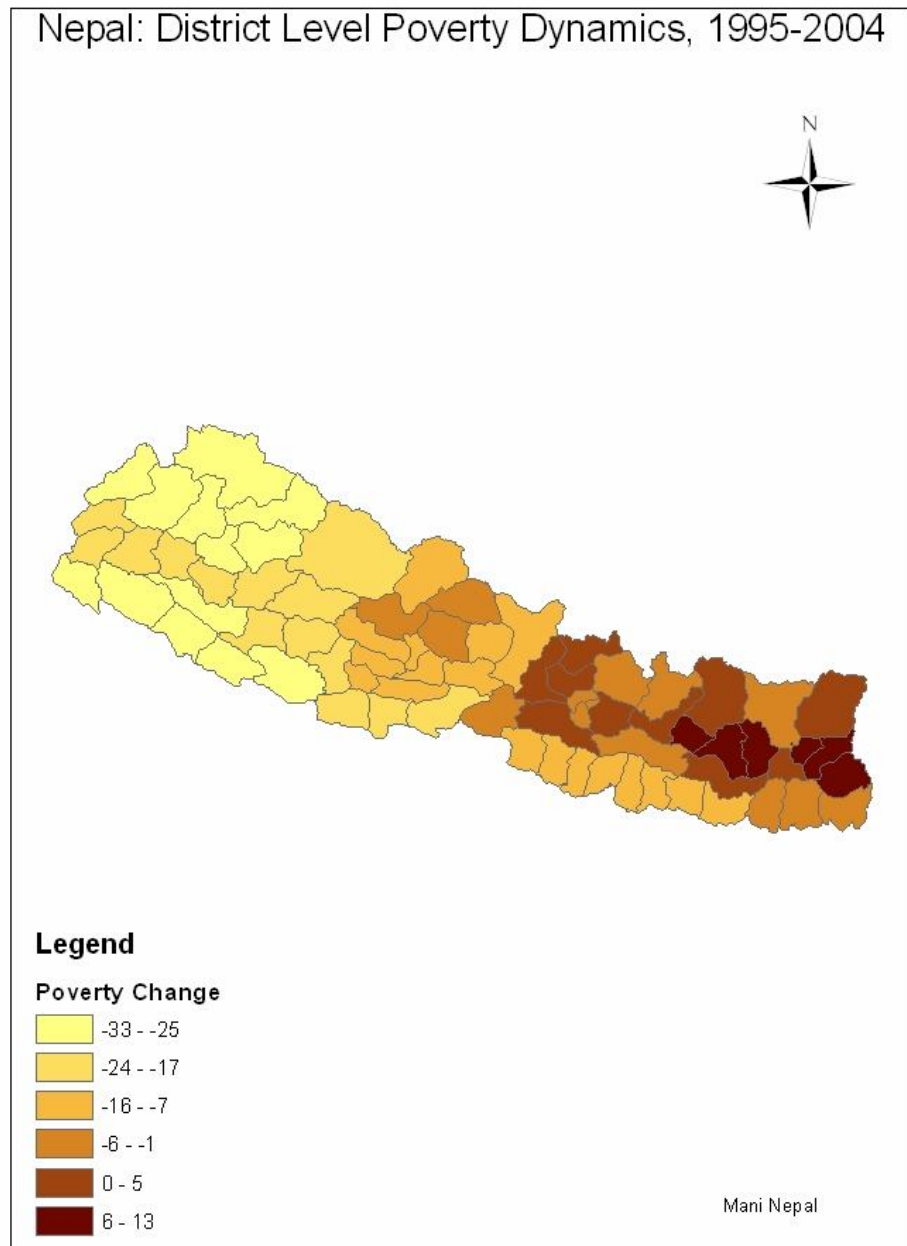 Nepal: District Level Poverty Dynamics, 1995-2004
N
Legend
Poverty Change
-33 - -25
-24 - -17
-16 - -7
-6 - -1
0 - 5
6 - 13
Mani Nepal